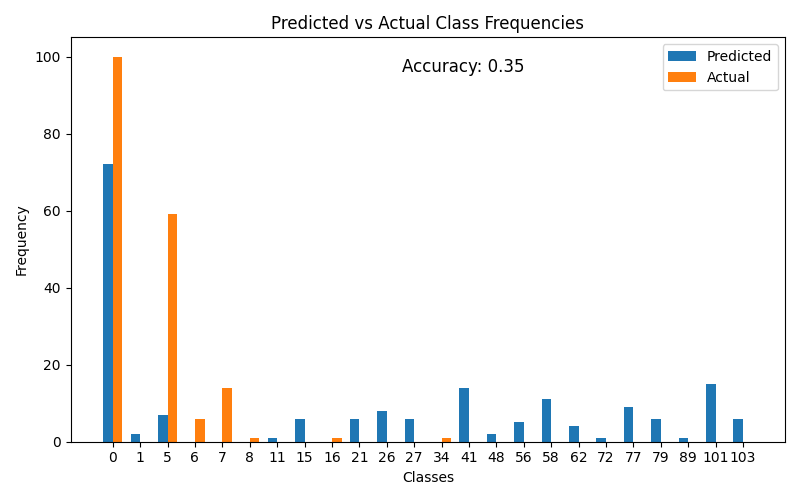 Predicted vs Actual Class Frequencies
Accuracy: 0.35
Predicted
Actual
Frequency
100
80
60
40
20
0
0 1 5 6 7 8 11 15 16 21 26 27 34 41 48 56 58 62 72 77 79 89 101 103
Classes